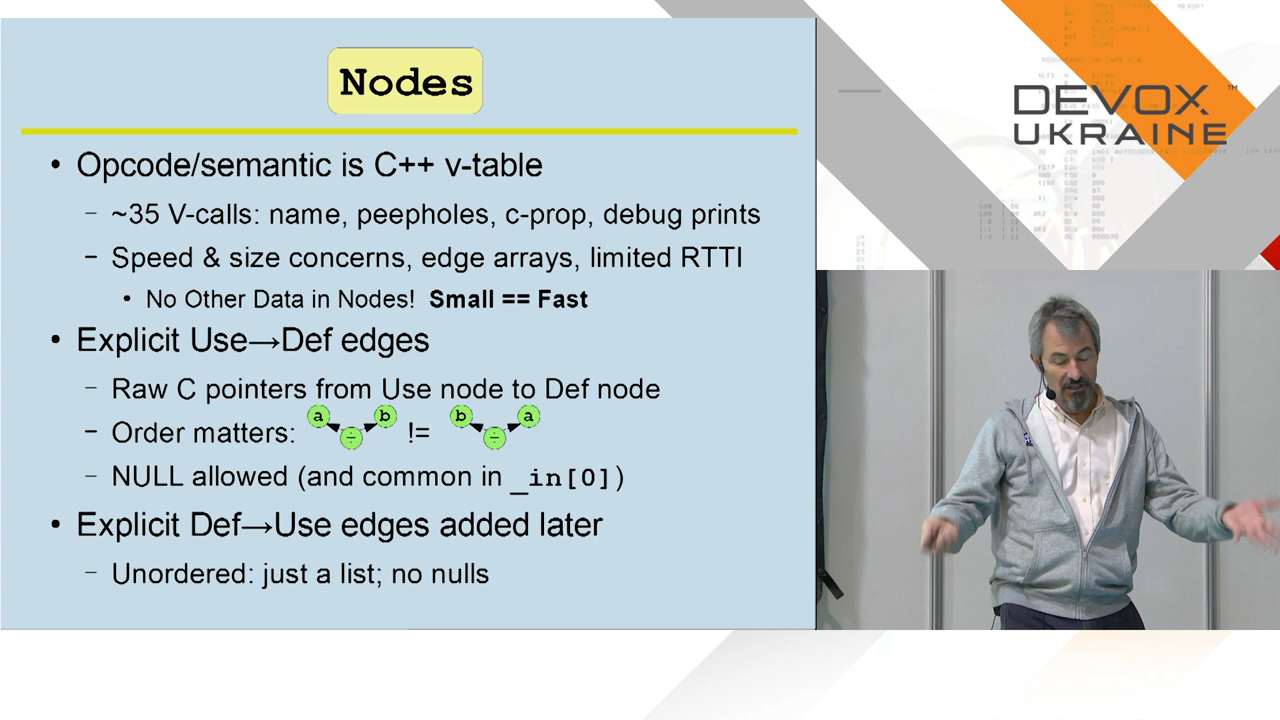 Nodes
• Opcode/semantic is C++ v-table
– ~35 V-calls: name, peepholes, c-prop, debug prints
– Speed & size concerns, edge arrays, limited RTTI
• No Other Data in Nodes! Small == Fast
• Explicit Use→Def edges
– Raw C pointers from Use node to Def node
a b b a
– Order matters: ÷ != ÷
– NULL allowed (and common in _in[0])
• Explicit Def→Use edges added later
– Unordered: just a list; no nulls
DEVOX™
UKRAINE